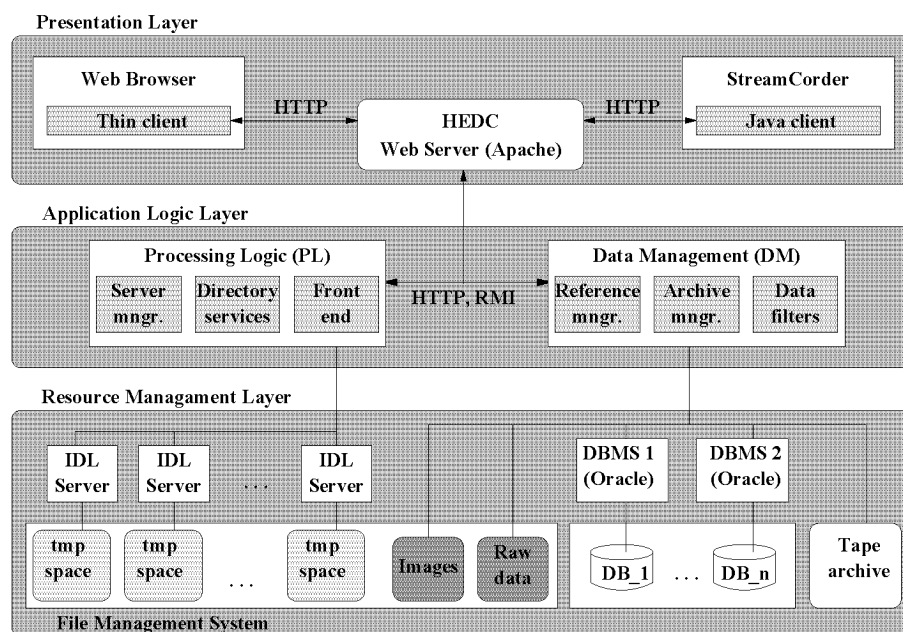 Presentation Layer
Web Browser
Thin client
HTTP
HEDC
Web Server (Apache)
HTTP
StreamCorder
Java client
Application Logic Layer
Processing Logic (PL)
Server
mngr.
Directory
services
Front
end
HTTP, RMI
Data Management (DM)
Reference
mngr.
Archive
mngr.
Data
filters
Resource Managament Layer
IDL
Server
IDL
Server
. . .
IDL
Server
DBMS 1
(Oracle)
DBMS 2
(Oracle)
tmp
space
tmp
space
. . .
tmp
space
Images
Raw
data
DB_1
. . .
DB_n
Tape
archive
File Management System